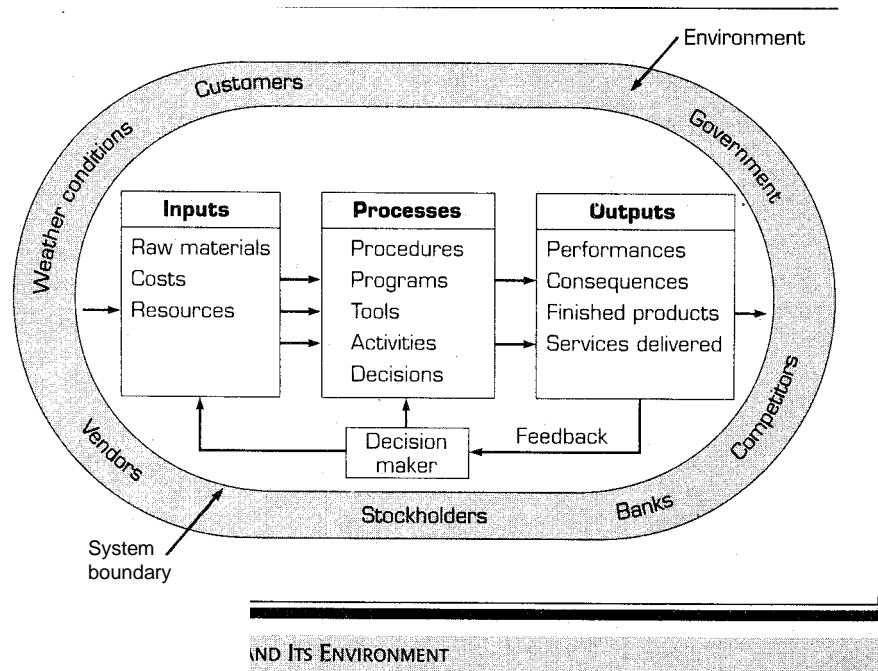 Environment
Customers
Government
Weather conditions
Inputs
Raw materials
Costs
Resources
Processes
Procedures
Programs
Tools
Activities
Decisions
Outputs
Performances
Consequences
Finished products
Services delivered
Decision
maker
Feedback
Vendors
Stockholders
Banks
Competitors
System
boundary
AND ITS ENVIRONMENT